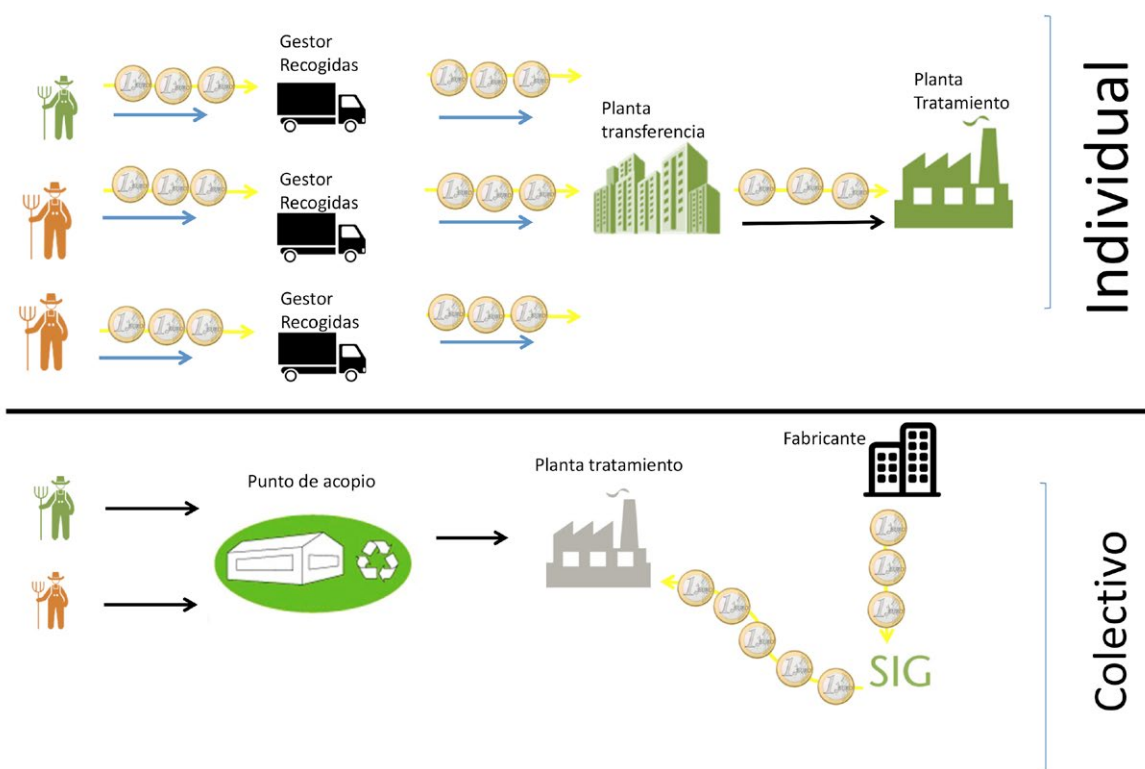 Gestor
Recogidas
Planta
Tratamiento
Planta
transferencia
Gestor
Recogidas
Gestor
Recogidas
Individual
Fabricante
Planta tratamiento
Punto de acopio
SIG
Colectivo